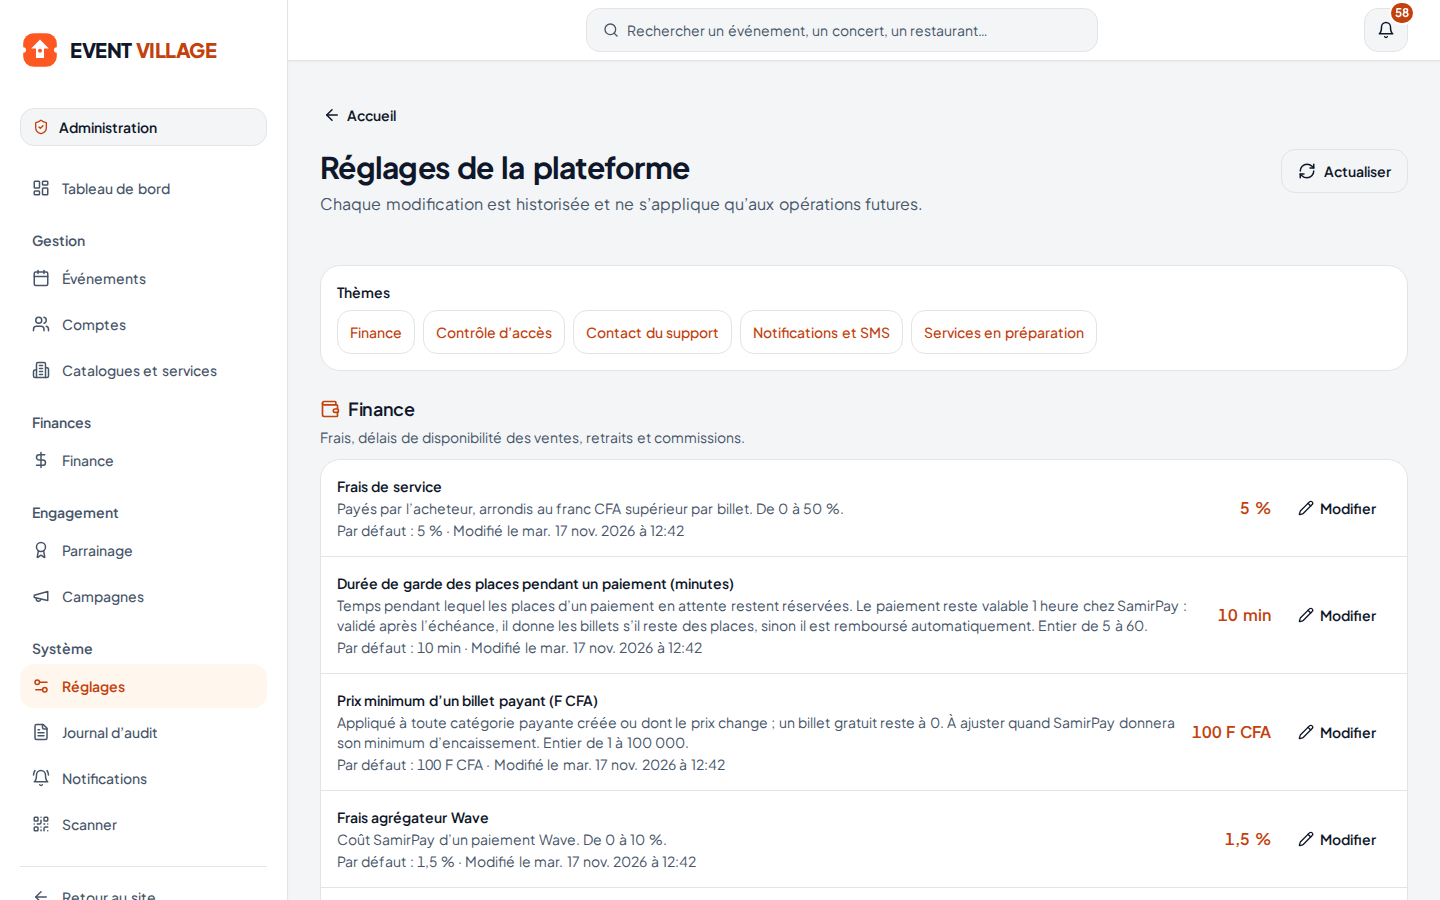 EVENT VILLAGE
Rechercher un événement, un concert, un restaurant…
58
Administration
Tableau de bord
Gestion
Événements
Comptes
Catalogues et services
Finances
Finance
Engagement
Parrainage
Campagnes
Système
Réglages
Journal d’audit
Notifications
Scanner
Retour au site
Accueil
Réglages de la plateforme
Chaque modification est historisée et ne s’applique qu’aux opérations futures.
Actualiser
Thèmes
Finance
Contrôle d’accès
Contact du support
Notifications et SMS
Services en préparation
Finance
Frais, délais de disponibilité des ventes, retraits et commissions.
Frais de service
Payés par l’acheteur, arrondis au franc CFA supérieur par billet. De 0 à 50 %.
Par défaut : 5 % · Modifié le mar. 17 nov. 2026 à 12:42
5 %
Modifier
Durée de garde des places pendant un paiement (minutes)
Temps pendant lequel les places d’un paiement en attente restent réservées. Le paiement reste valable 1 heure chez SamirPay :
validé après l’échéance, il donne les billets s’il reste des places, sinon il est remboursé automatiquement. Entier de 5 à 60.
Par défaut : 10 min · Modifié le mar. 17 nov. 2026 à 12:42
10 min
Modifier
Prix minimum d’un billet payant (F CFA)
Appliqué à toute catégorie payante créée ou dont le prix change ; un billet gratuit reste à 0. À ajuster quand SamirPay donnera
son minimum d’encaissement. Entier de 1 à 100 000.
Par défaut : 100 F CFA · Modifié le mar. 17 nov. 2026 à 12:42
100 F CFA
Modifier
Frais agrégateur Wave
Coût SamirPay d’un paiement Wave. De 0 à 10 %.
Par défaut : 1,5 % · Modifié le mar. 17 nov. 2026 à 12:42
1,5 %
Modifier